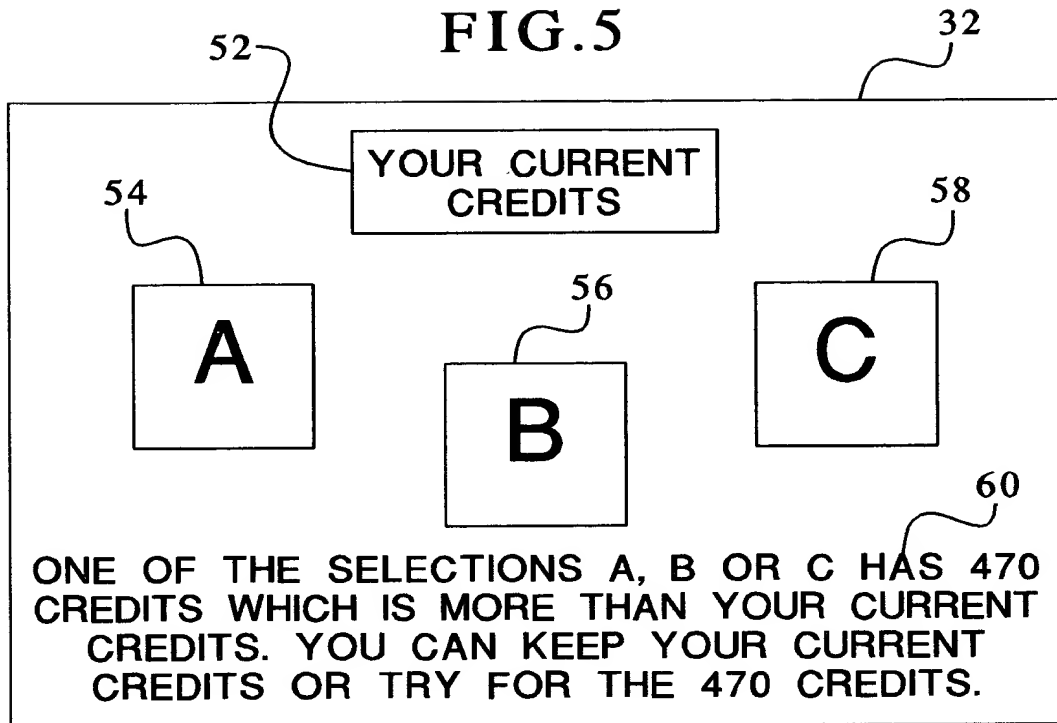 FIG.5
52
32
YOUR CURRENT
CREDITS
54
58
56
A
B
C
60
ONE OF THE SELECTIONS A, B OR C HAS 470
CREDITS WHICH IS MORE THAN YOUR CURRENT
CREDITS. YOU CAN KEEP YOUR CURRENT
CREDITS OR TRY FOR THE 470 CREDITS.